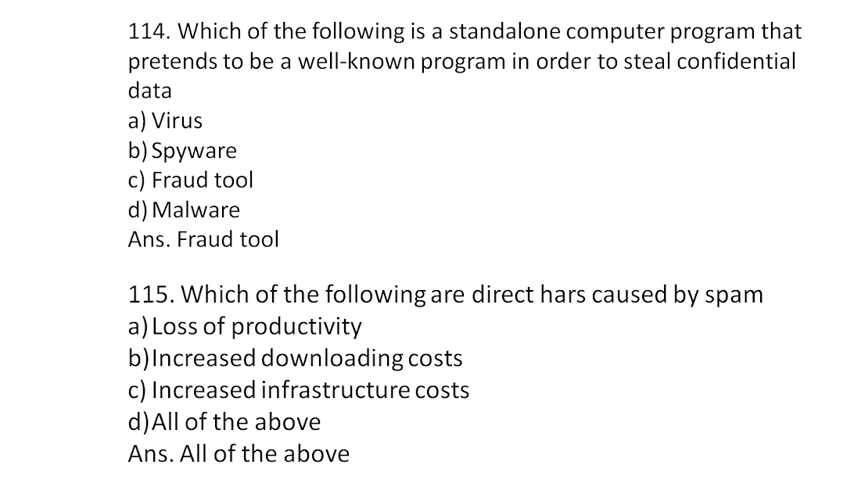 114. Which of the following is a standalone computer program that
pretends to be a well-known program in order to steal confidential
data
a) Virus
b) Spyware
c) Fraud tool
d) Malware
Ans. Fraud tool
115. Which of the following are direct hars caused by spam
a) Loss of productivity
b) Increased downloading costs
c) Increased infrastructure costs
d) All of the above
Ans. All of the above